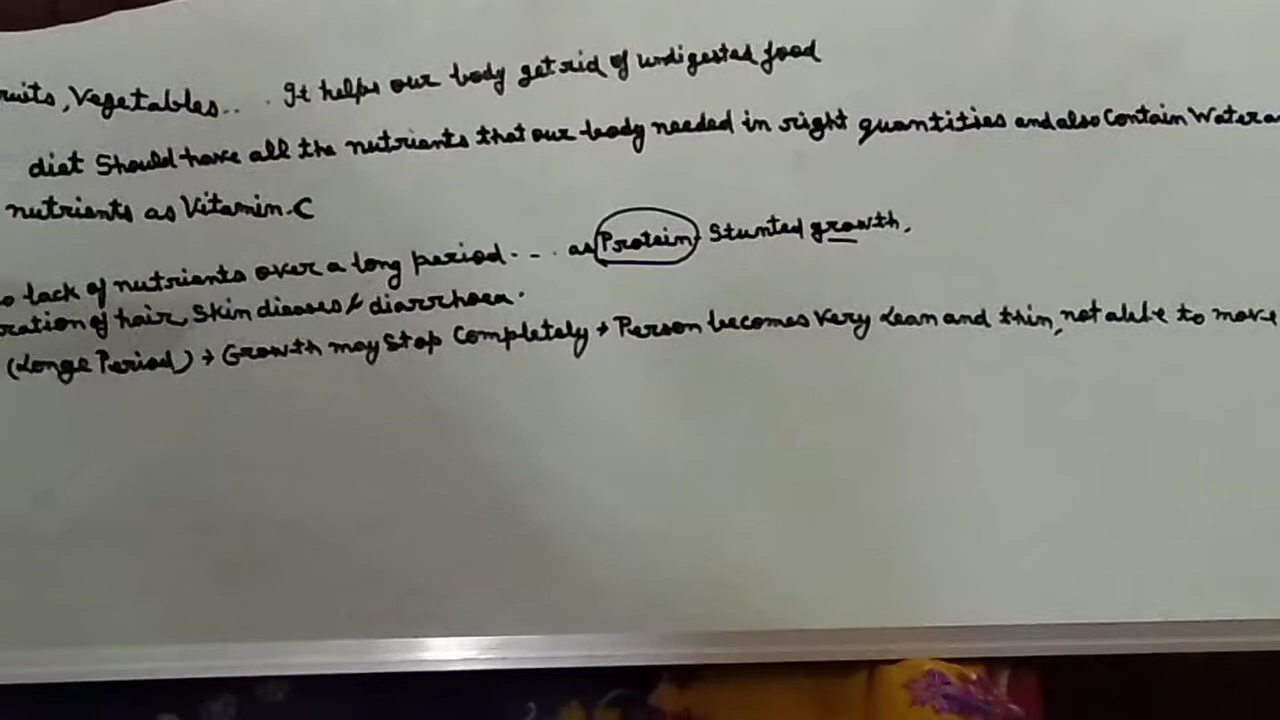 ruits, Vegetables... It helps our body get rid of undigested food
diet Should have all the nutrients that our body needed in right quantities and also Contain Water a
nutrients as Vitamin-C
lack of nutrients over a long period.... as Protein Stunted growth.
ration of hair, Skin dieases & diarrhoea.
(Longe Period) → Growth may Stop Completely → Person becomes very Lean and thin, not able to move